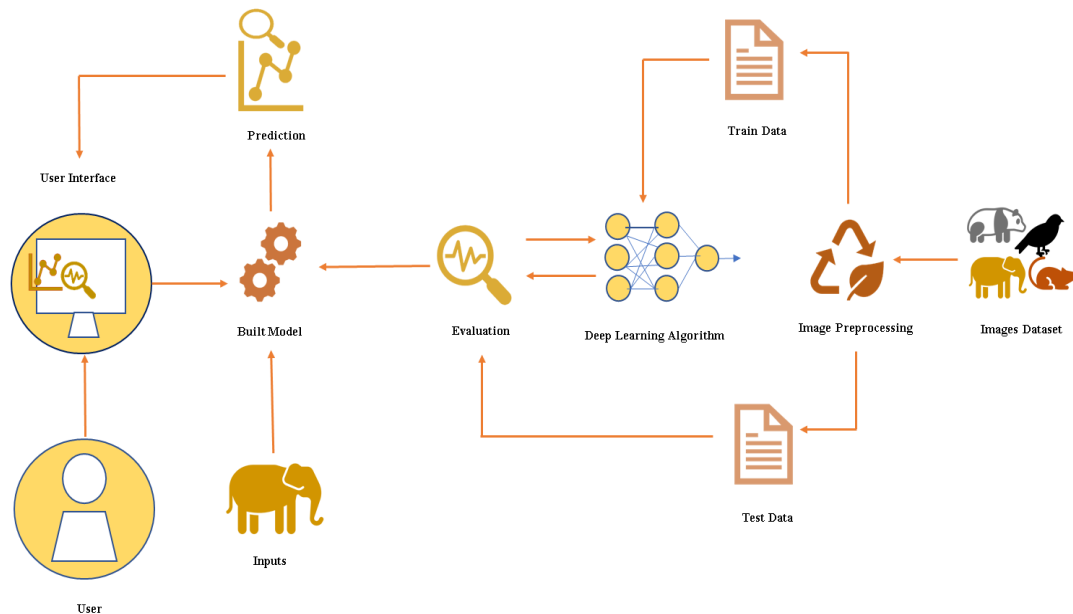 Prediction
Train Data
User Interface
Built Model
Evaluation
Deep Learning Algorithm
Image Preprocessing
Images Dataset
Test Data
Inputs
User